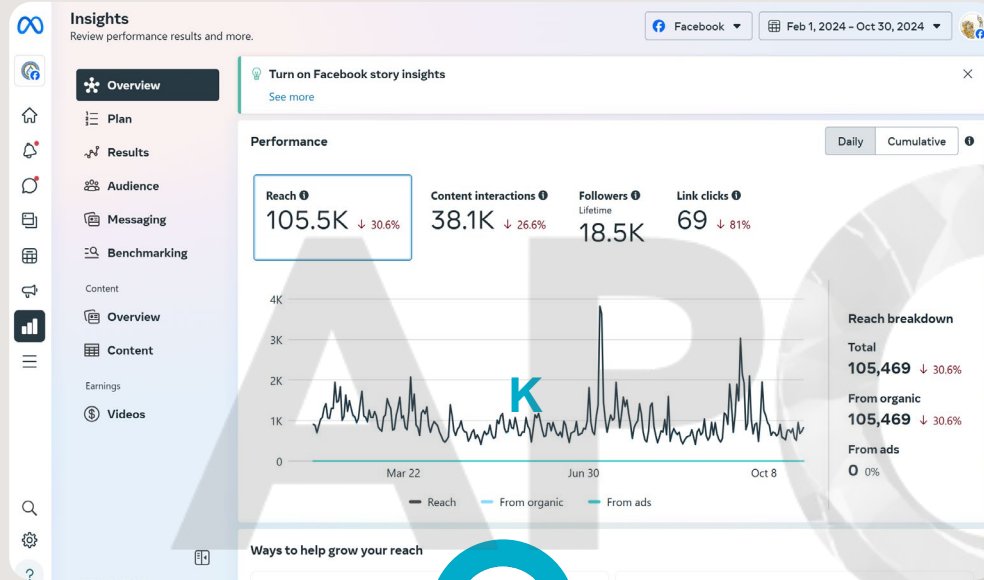 Insights
Review performance results and more.
Facebook
Feb 1, 2024 – Oct 30, 2024
Turn on Facebook story insights
See more
Overview
Plan
Results
Audience
Messaging
Benchmarking
Content
Overview
Content
Earnings
Videos
Performance
Daily
Cumulative
Reach
105.5K ↓ 30.6%
Content interactions
38.1K ↓ 26.6%
Followers
Lifetime
18.5K
Link clicks
69 ↓ 81%
4K
3K
2K
1K
0
Mar 22
Jun 30
Oct 8
Reach
From organic
From ads
Reach breakdown
Total
105,469 ↓ 30.6%
From organic
105,469 ↓ 30.6%
From ads
0 0%
Ways to help grow your reach
APC
K